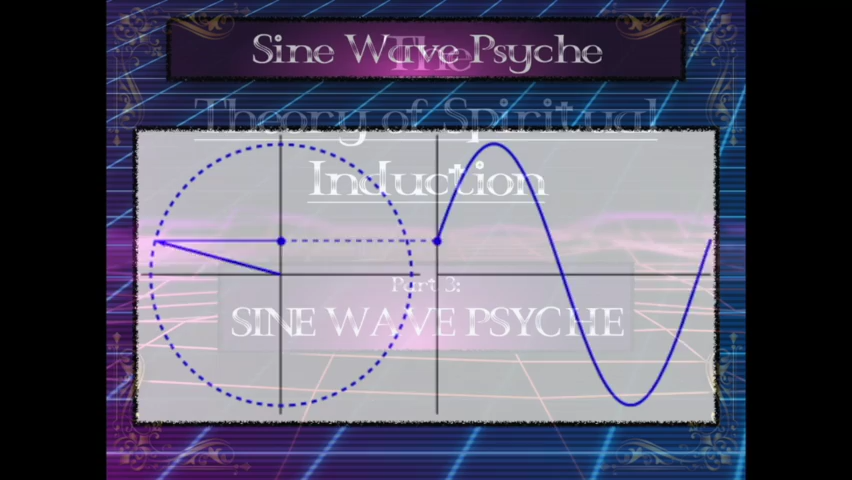 Sine Wave Psyche
The
Theory of Spiritual
Induction
Part 3:
SINE WAVE PSYCHE